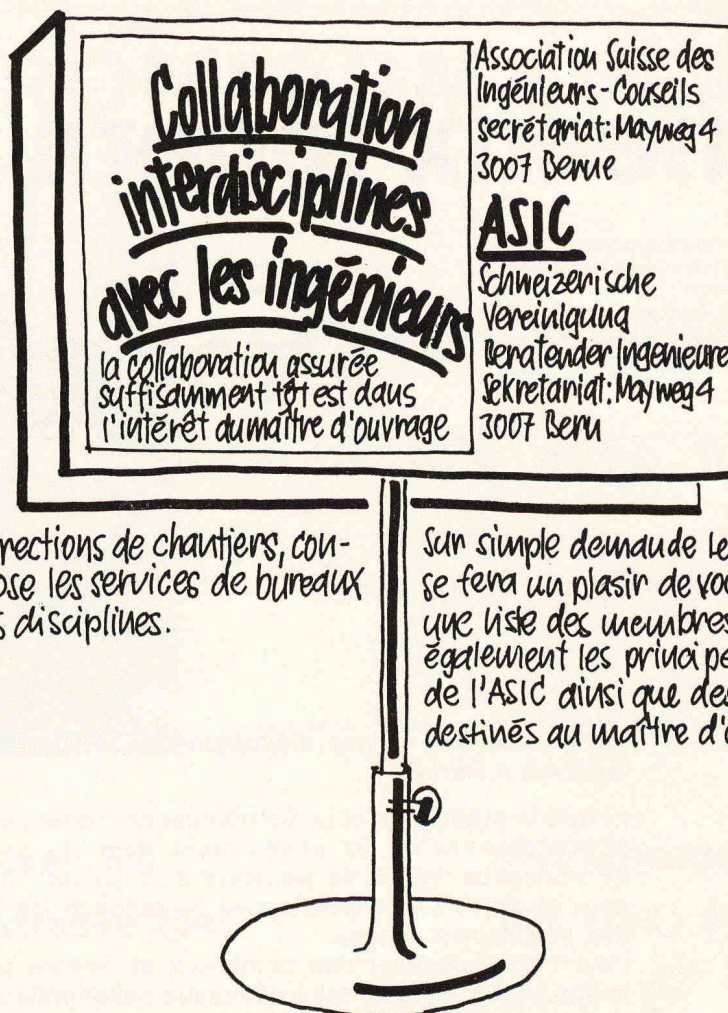 Collaboration
interdisciplines
avec les ingénieurs
la collaboration assurée
suffisamment tôt est dans
l'intérêt du maître d'ouvrage
Association Suisse des
Ingénieurs-Conseils
secrétariat: Mayweg 4
3007 Berne
ASIC
Schweizerische
Vereinigung
Beratender Ingenieure
Sekretariat: Mayweg 4
3007 Bern
rections de chantiers, con-
ose les services de bureaux
s disciplines.
Sur simple demande le
se fera un plasir de vo
une liste des membres
également les principe
de l'ASIC ainsi que des
destinés au maître d'o